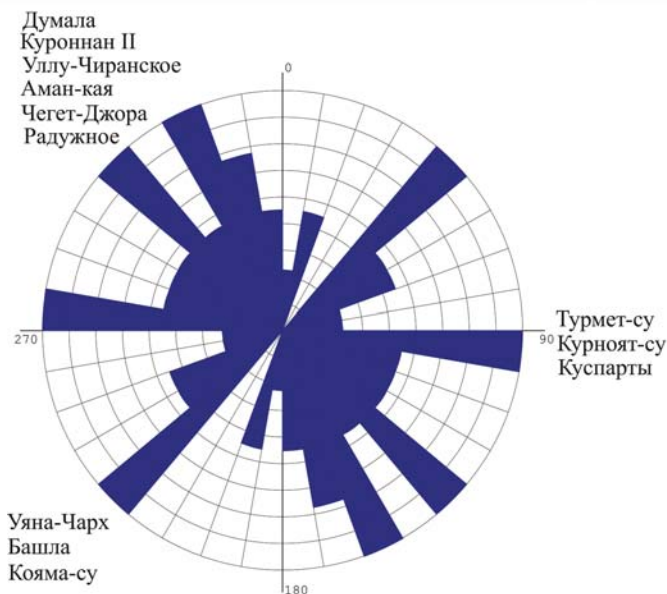 Думала
Куроннан II
Уллу-Чиранское
Аман-кая
Чегет-Джора
Радужное
0
270
90
Турмет-су
Курноят-су
Куспарты
Уяна-Чарх
Башла
Кояма-су
180